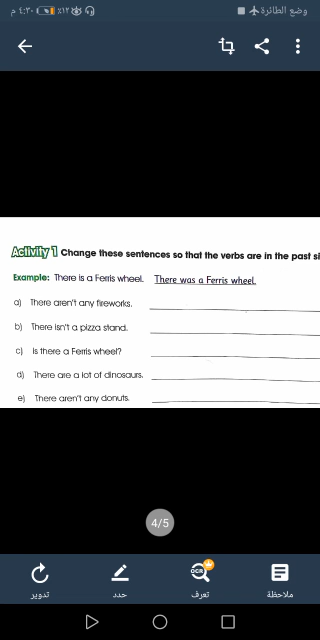 وضع الطائرة ٪١٢ ٤:٣٠ م
Activity 1 Change these sentences so that the verbs are in the past si
Example: There is a Ferris wheel. There was a Ferris wheel.
a) There aren't any fireworks.
b) There isn't a pizza stand.
c) Is there a Ferris wheel?
d) There are a lot of dinosaurs.
e) There aren't any donuts.
4/5
OCR
تدوير حدد تعرف ملاحظة